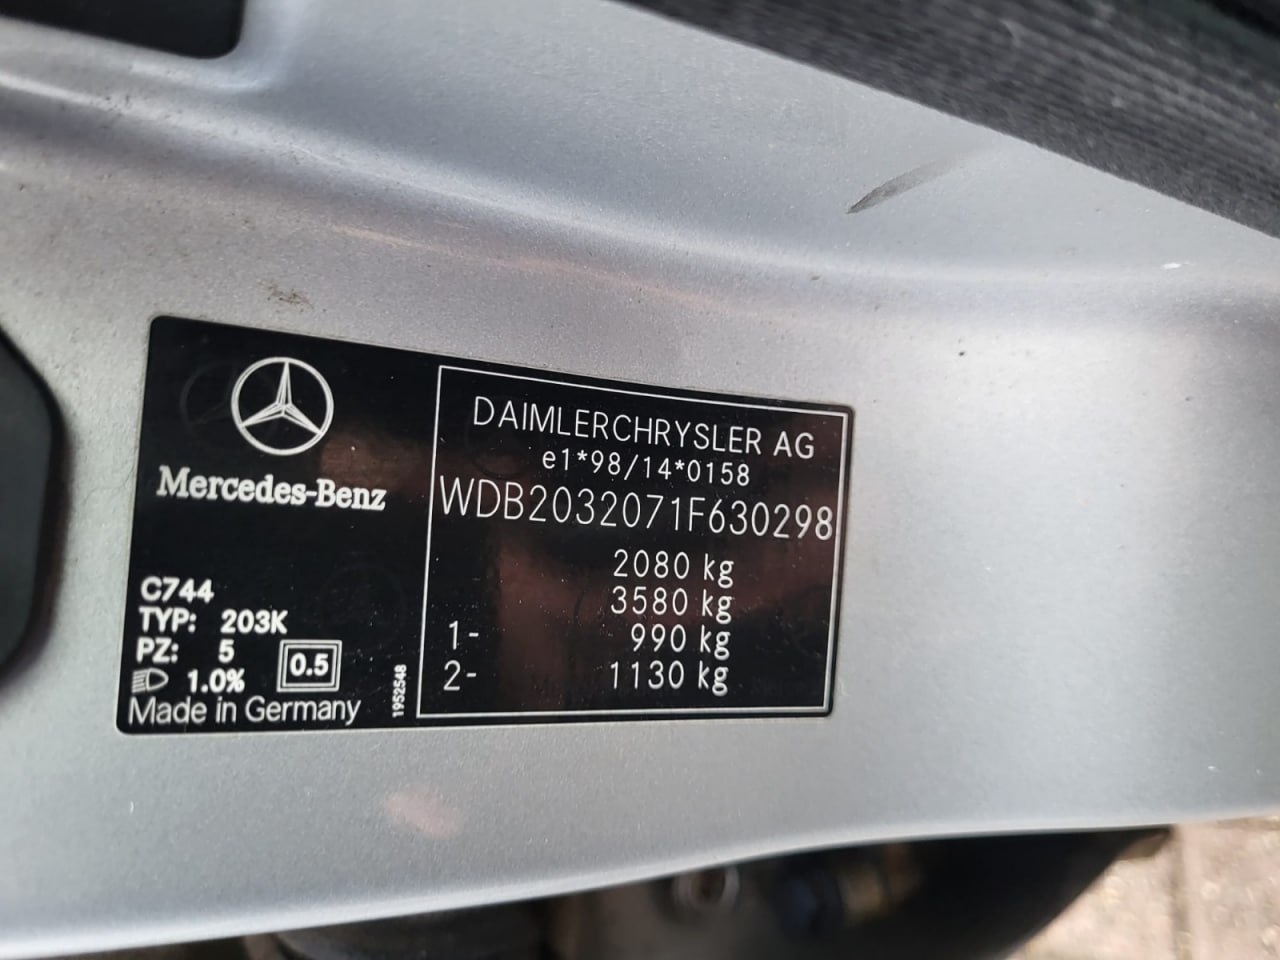 Mercedes-Benz
C744
TYP: 203K
PZ: 5
1.0% 0.5
Made in Germany
1952548
DAIMLERCHRYSLER AG
e1*98/14*0158
WDB2032071F630298
2080 kg
3580 kg
1- 990 kg
2- 1130 kg